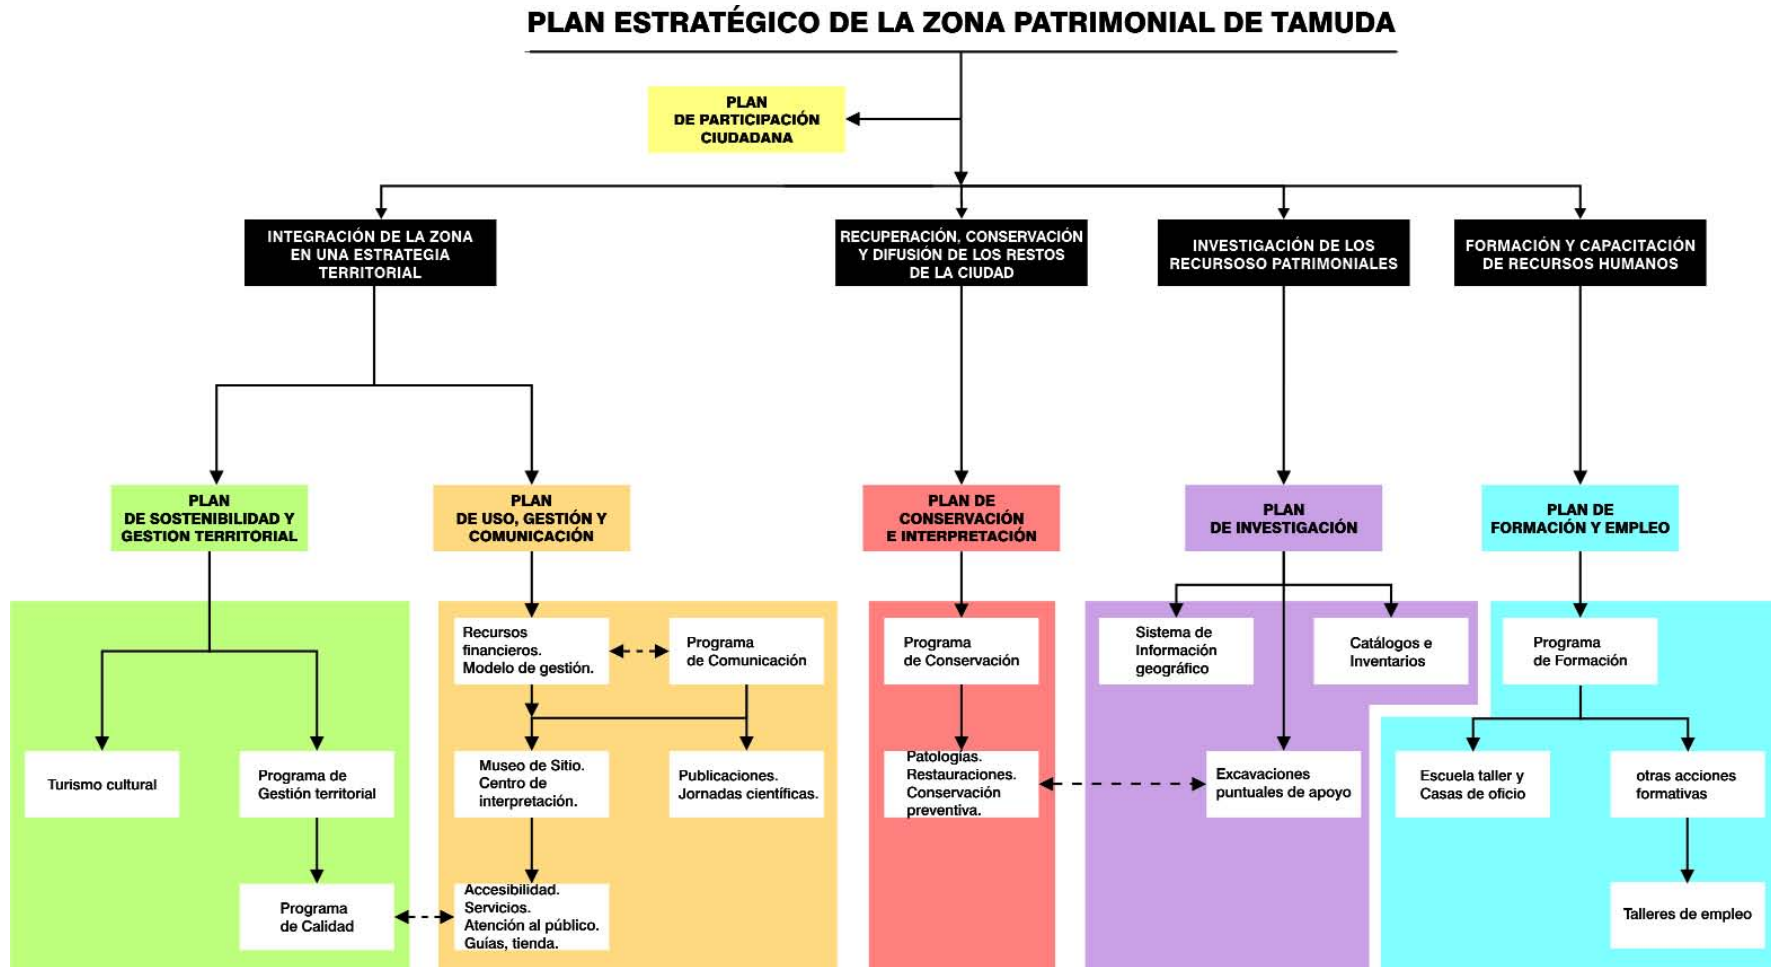 PLAN ESTRATÉGICO DE LA ZONA PATRIMONIAL DE TAMUDA
PLAN
DE PARTICIPACIÓN
CIUDADANA
INTEGRACIÓN DE LA ZONA
EN UNA ESTRATEGIA
TERRITORIAL
RECUPERACIÓN, CONSERVACIÓN
Y DIFUSIÓN DE LOS RESTOS
DE LA CIUDAD
INVESTIGACIÓN DE LOS
RECURSOSO PATRIMONIALES
FORMACIÓN Y CAPACITACIÓN
DE RECURSOS HUMANOS
PLAN
DE SOSTENIBILIDAD Y
GESTION TERRITORIAL
PLAN
DE USO, GESTIÓN Y
COMUNICACIÓN
PLAN DE
CONSERVACIÓN
E INTERPRETACIÓN
PLAN
DE INVESTIGACIÓN
PLAN DE
FORMACIÓN Y EMPLEO
Recursos
financieros.
Modelo de gestión.
Programa
de Comunicación
Programa
de Conservación
Sistema de
Información
geográfico
Catálogos e
Inventarios
Programa
de Formación
Turismo cultural
Programa de
Gestión territorial
Museo de Sitio.
Centro de
interpretación.
Publicaciones.
Jornadas científicas.
Patologías.
Restauraciones.
Conservación
preventiva.
Excavaciones
puntuales de apoyo
Escuela taller y
Casas de oficio
otras acciones
formativas
Programa
de Calidad
Accesibilidad.
Servicios.
Atención al público.
Guías, tienda.
Talleres de empleo